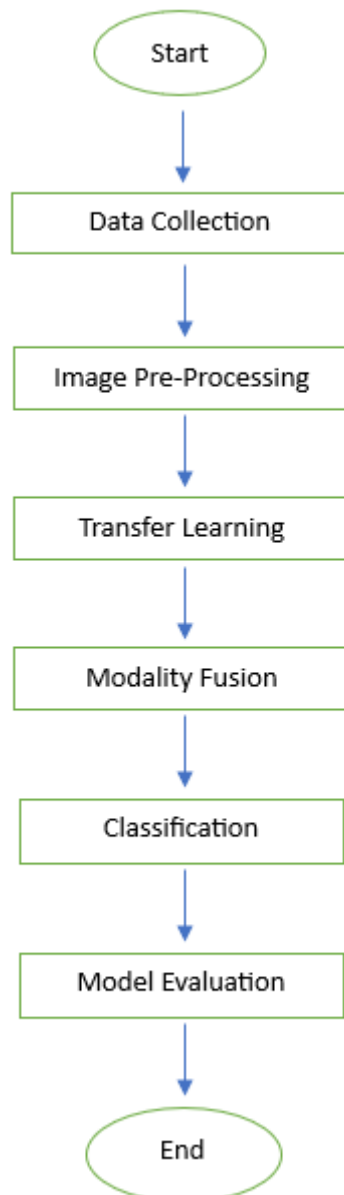 Start
Data Collection
Image Pre-Processing
Transfer Learning
Modality Fusion
Classification
Model Evaluation
End